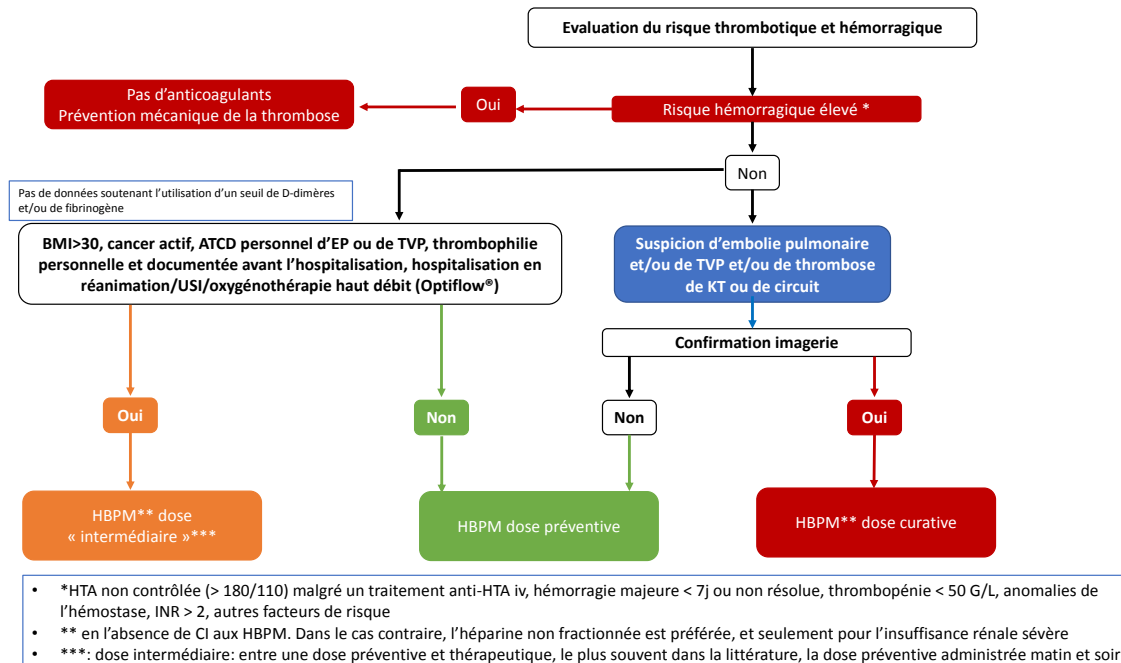 Evaluation du risque thrombotique et hémorragique
Pas d'anticoagulants
Prévention mécanique de la thrombose
Oui
Risque hémorragique élevé *
Non
Pas de données soutenant l'utilisation d'un seuil de D-dimères
et/ou de fibrinogène
BMI>30, cancer actif, ATCD personnel d'EP ou de TVP, thrombophilie
personnelle et documentée avant l'hospitalisation, hospitalisation en
réanimation/USI/oxygénothérapie haut débit (Optiflow®)
Suspicion d'embolie pulmonaire
et/ou de TVP et/ou de thrombose
de KT ou de circuit
Confirmation imagerie
Oui
Non
Non
Oui
HBPM** dose
« intermédiaire »***
HBPM dose préventive
HBPM** dose curative
• *HTA non contrôlée (> 180/110) malgré un traitement anti-HTA iv, hémorragie majeure < 7j ou non résolue, thrombopénie < 50 G/L, anomalies de
l'hémostase, INR > 2, autres facteurs de risque
• ** en l'absence de CI aux HBPM. Dans le cas contraire, l'héparine non fractionnée est préférée, et seulement pour l'insuffisance rénale sévère
• ***: dose intermédiaire: entre une dose préventive et thérapeutique, le plus souvent dans la littérature, la dose préventive administrée matin et soir